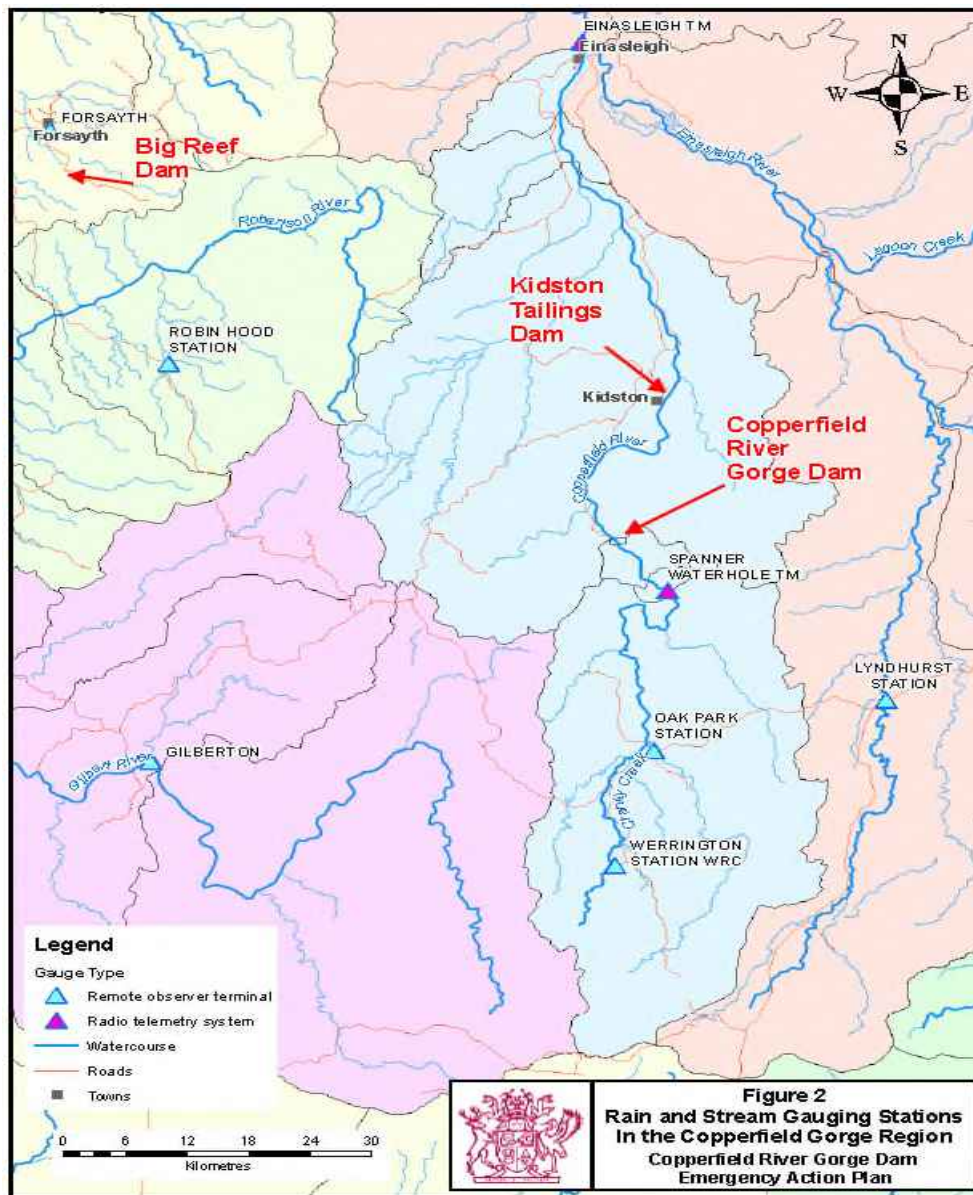 EINASLEIGH TM
Einasleigh
N
W E
S
FORSAYTH
Forsayth
Big Reef
Dam
Einasleigh River
Robertson River
Lagoon Creek
Kidston
Tailings
Dam
ROBIN HOOD
STATION
Kidston
Copperfield
River
Gorge Dam
Copperfield River
SPANNER
WATERHOLE TM
LYNDHURST
STATION
OAK PARK
STATION
GILBERTON
Gilbert River
Charily Creek
WERRINGTON
STATION WRC
Legend
Gauge Type
Remote observer terminal
Radio telemetry system
Watercourse
Roads
Towns
0 6 12 18 24 30
Kilometres
Figure 2
Rain and Stream Gauging Stations
In the Copperfield Gorge Region
Copperfield River Gorge Dam
Emergency Action Plan